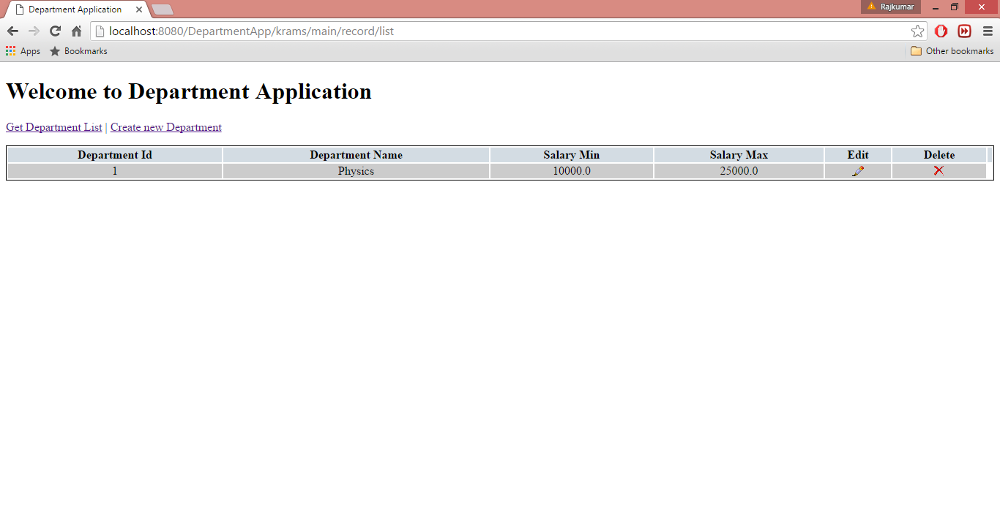 Department Application
Rajkumar
localhost:8080/DepartmentApp/krams/main/record/list
Apps Bookmarks Other bookmarks
Welcome to Department Application
Get Department List | Create new Department
Department Id Department Name Salary Min Salary Max Edit Delete
1 Physics 10000.0 25000.0